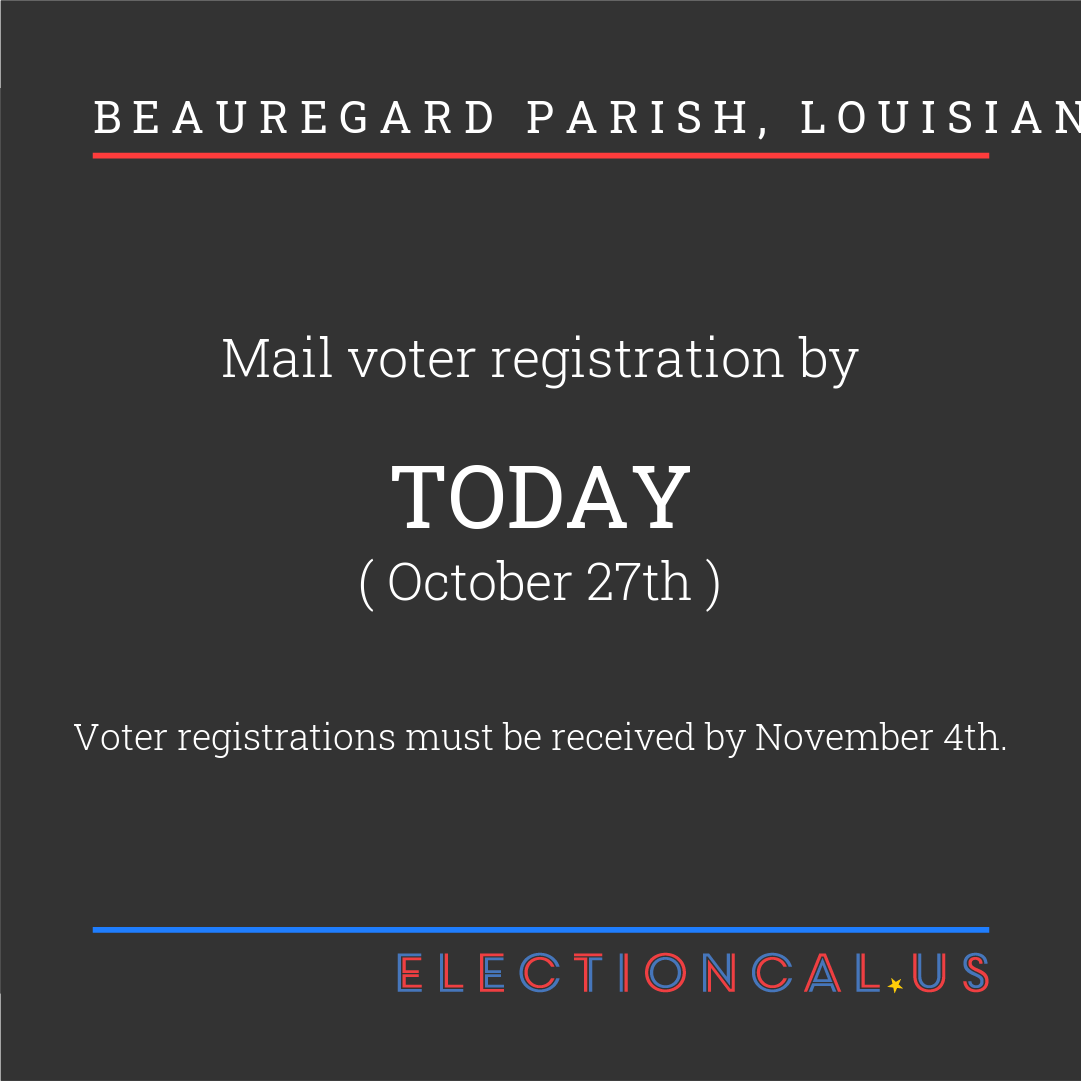 BEAUREGARD PARISH, LOUISIAN
Mail voter registration by
TODAY
( October 27th )
Voter registrations must be received by November 4th.
ELECTIONCAL.US